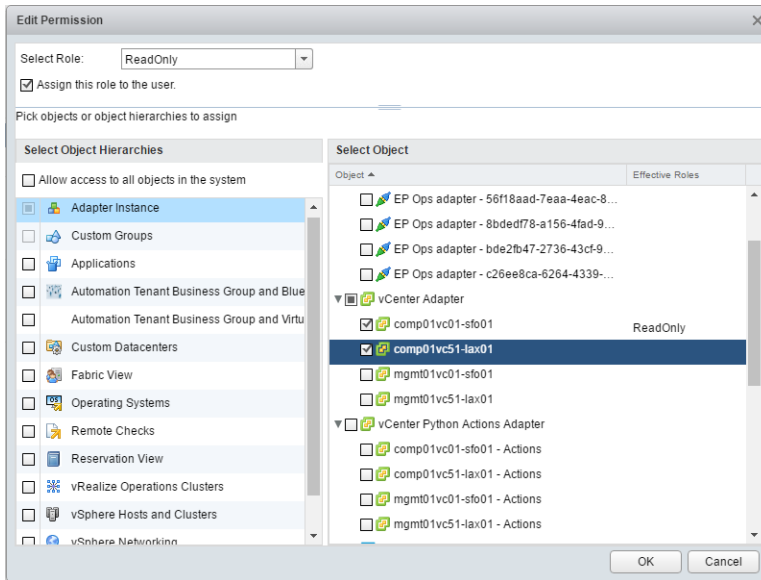 Edit Permission
Select Role: ReadOnly
Assign this role to the user.
Pick objects or object hierarchies to assign
Select Object Hierarchies
Allow access to all objects in the system
Adapter Instance
Custom Groups
Applications
Automation Tenant Business Group and Blue
Automation Tenant Business Group and Virtu
Custom Datacenters
Fabric View
Operating Systems
Remote Checks
Reservation View
vRealize Operations Clusters
vSphere Hosts and Clusters
vSphere Networking
Select Object
Object Effective Roles
EP Ops adapter - 56f18aad-7eaa-4eac-8...
EP Ops adapter - 8bdedf78-a156-4fad-9...
EP Ops adapter - bde2fb47-2736-43cf-9...
EP Ops adapter - c26ee8ca-6264-4339-...
vCenter Adapter
comp01vc01-sfo01 ReadOnly
comp01vc51-lax01
mgmt01vc01-sfo01
mgmt01vc51-lax01
vCenter Python Actions Adapter
comp01vc01-sfo01 - Actions
comp01vc51-lax01 - Actions
mgmt01vc01-sfo01 - Actions
mgmt01vc51-lax01 - Actions
OK Cancel